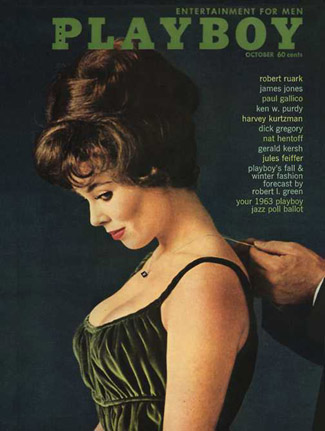 ENTERTAINMENT FOR MEN
PLAYBOY
OCTOBER 60 cents
robert ruark
james jones
paul gallico
ken w. purdy
harvey kurtzman
dick gregory
nat hentoff
gerald kersh
jules feiffer
playboy's fall &
winter fashion
forecast by
robert l. green
your 1963 playboy
jazz poll ballot